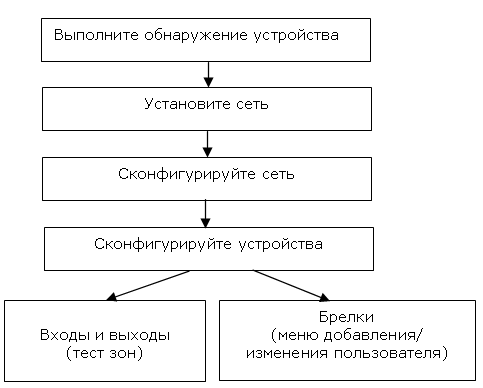 Выполните обнаружение устройства
Установите сеть
Сконфигурируйте сеть
Сконфигурируйте устройства
Входы и выходы
(тест зон)
Брелки
(меню добавления/
изменения пользователя)